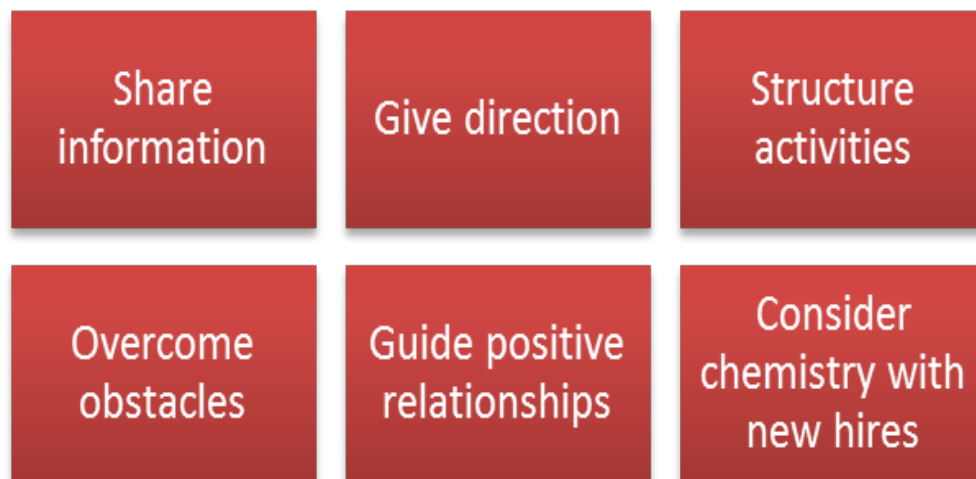 Share
information
Give direction
Structure
activities
Overcome
obstacles
Guide positive
relationships
Consider
chemistry with
new hires